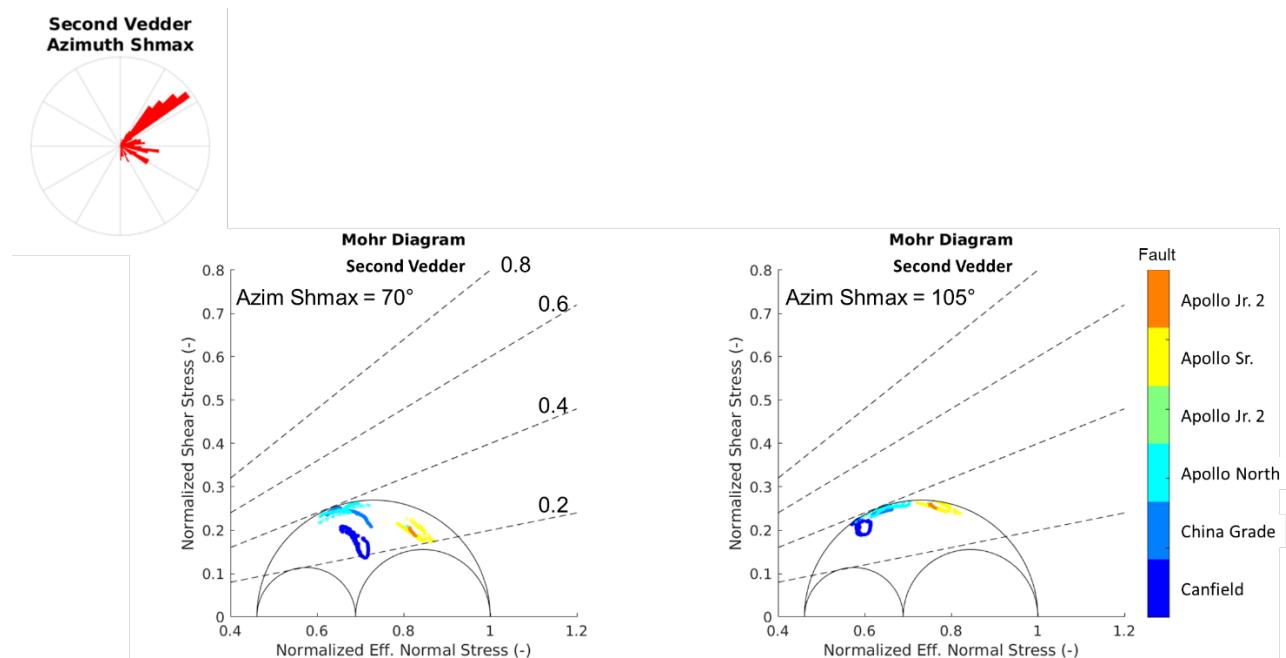 Second Vedder
Azimuth Shmax
Mohr Diagram
Second Vedder
Azim Shmax = 70°
0.8
0.6
0.4
0.2
Normalized Shear Stress (-)
0.8
0.7
0.6
0.5
0.4
0.3
0.2
0.1
0
0.4
0.6
0.8
1
1.2
Normalized Eff. Normal Stress (-)
Mohr Diagram
Second Vedder
Azim Shmax = 105°
Normalized Shear Stress (-)
0.8
0.7
0.6
0.5
0.4
0.3
0.2
0.1
0
0.4
0.6
0.8
1
1.2
Normalized Eff. Normal Stress (-)
Fault
Apollo Jr. 2
Apollo Sr.
Apollo Jr. 2
Apollo North
China Grade
Canfield